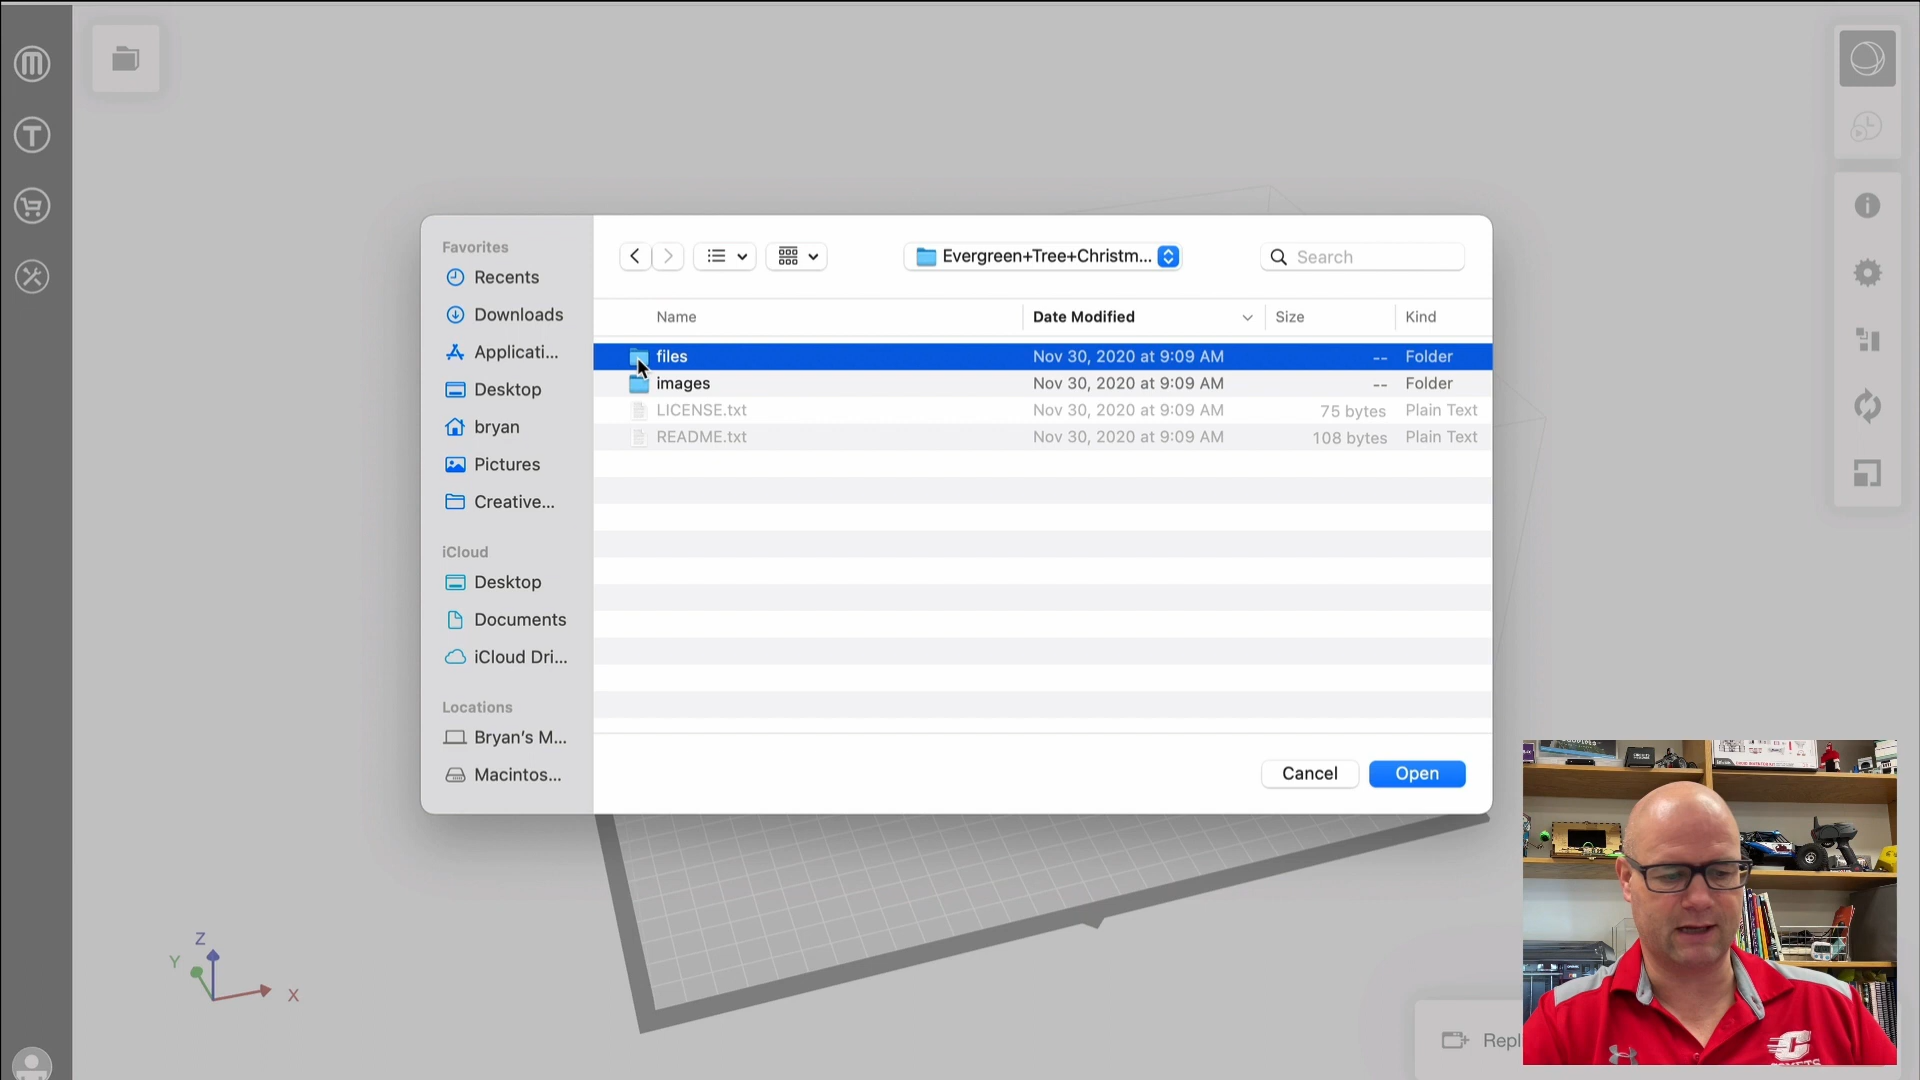 Favorites
Recents
Downloads
Applicati...
Desktop
bryan
Pictures
Creative...
iCloud
Desktop
Documents
iCloud Dri...
Locations
Bryan's M...
Macintos...
Evergreen+Tree+Christm...
Search
Name Date Modified Size Kind
files Nov 30, 2020 at 9:09 AM -- Folder
images Nov 30, 2020 at 9:09 AM -- Folder
LICENSE.txt Nov 30, 2020 at 9:09 AM 75 bytes Plain Text
README.txt Nov 30, 2020 at 9:09 AM 108 bytes Plain Text
Cancel
Open
Z
Y
X
Repl
C
COMETS